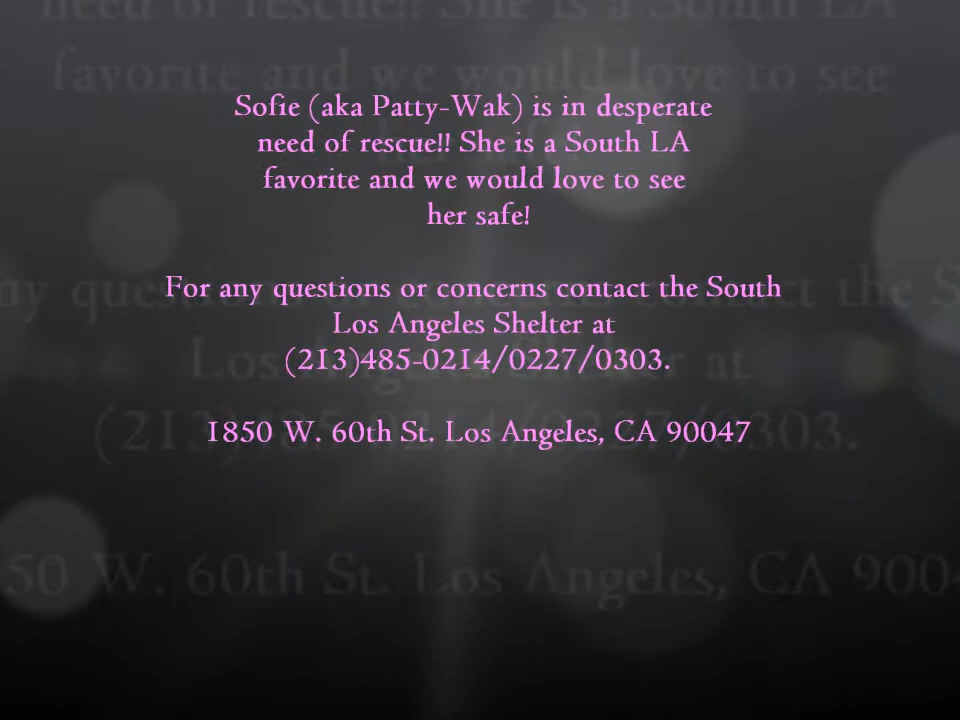 Sofie (aka Patty-Wak) is in desperate
need of rescue!! She is a South LA
favorite and we would love to see
her safe!
For any questions or concerns contact the South
Los Angeles Shelter at
(213)485-0214/0227/0303.
1850 W. 60th St. Los Angeles, CA 90047